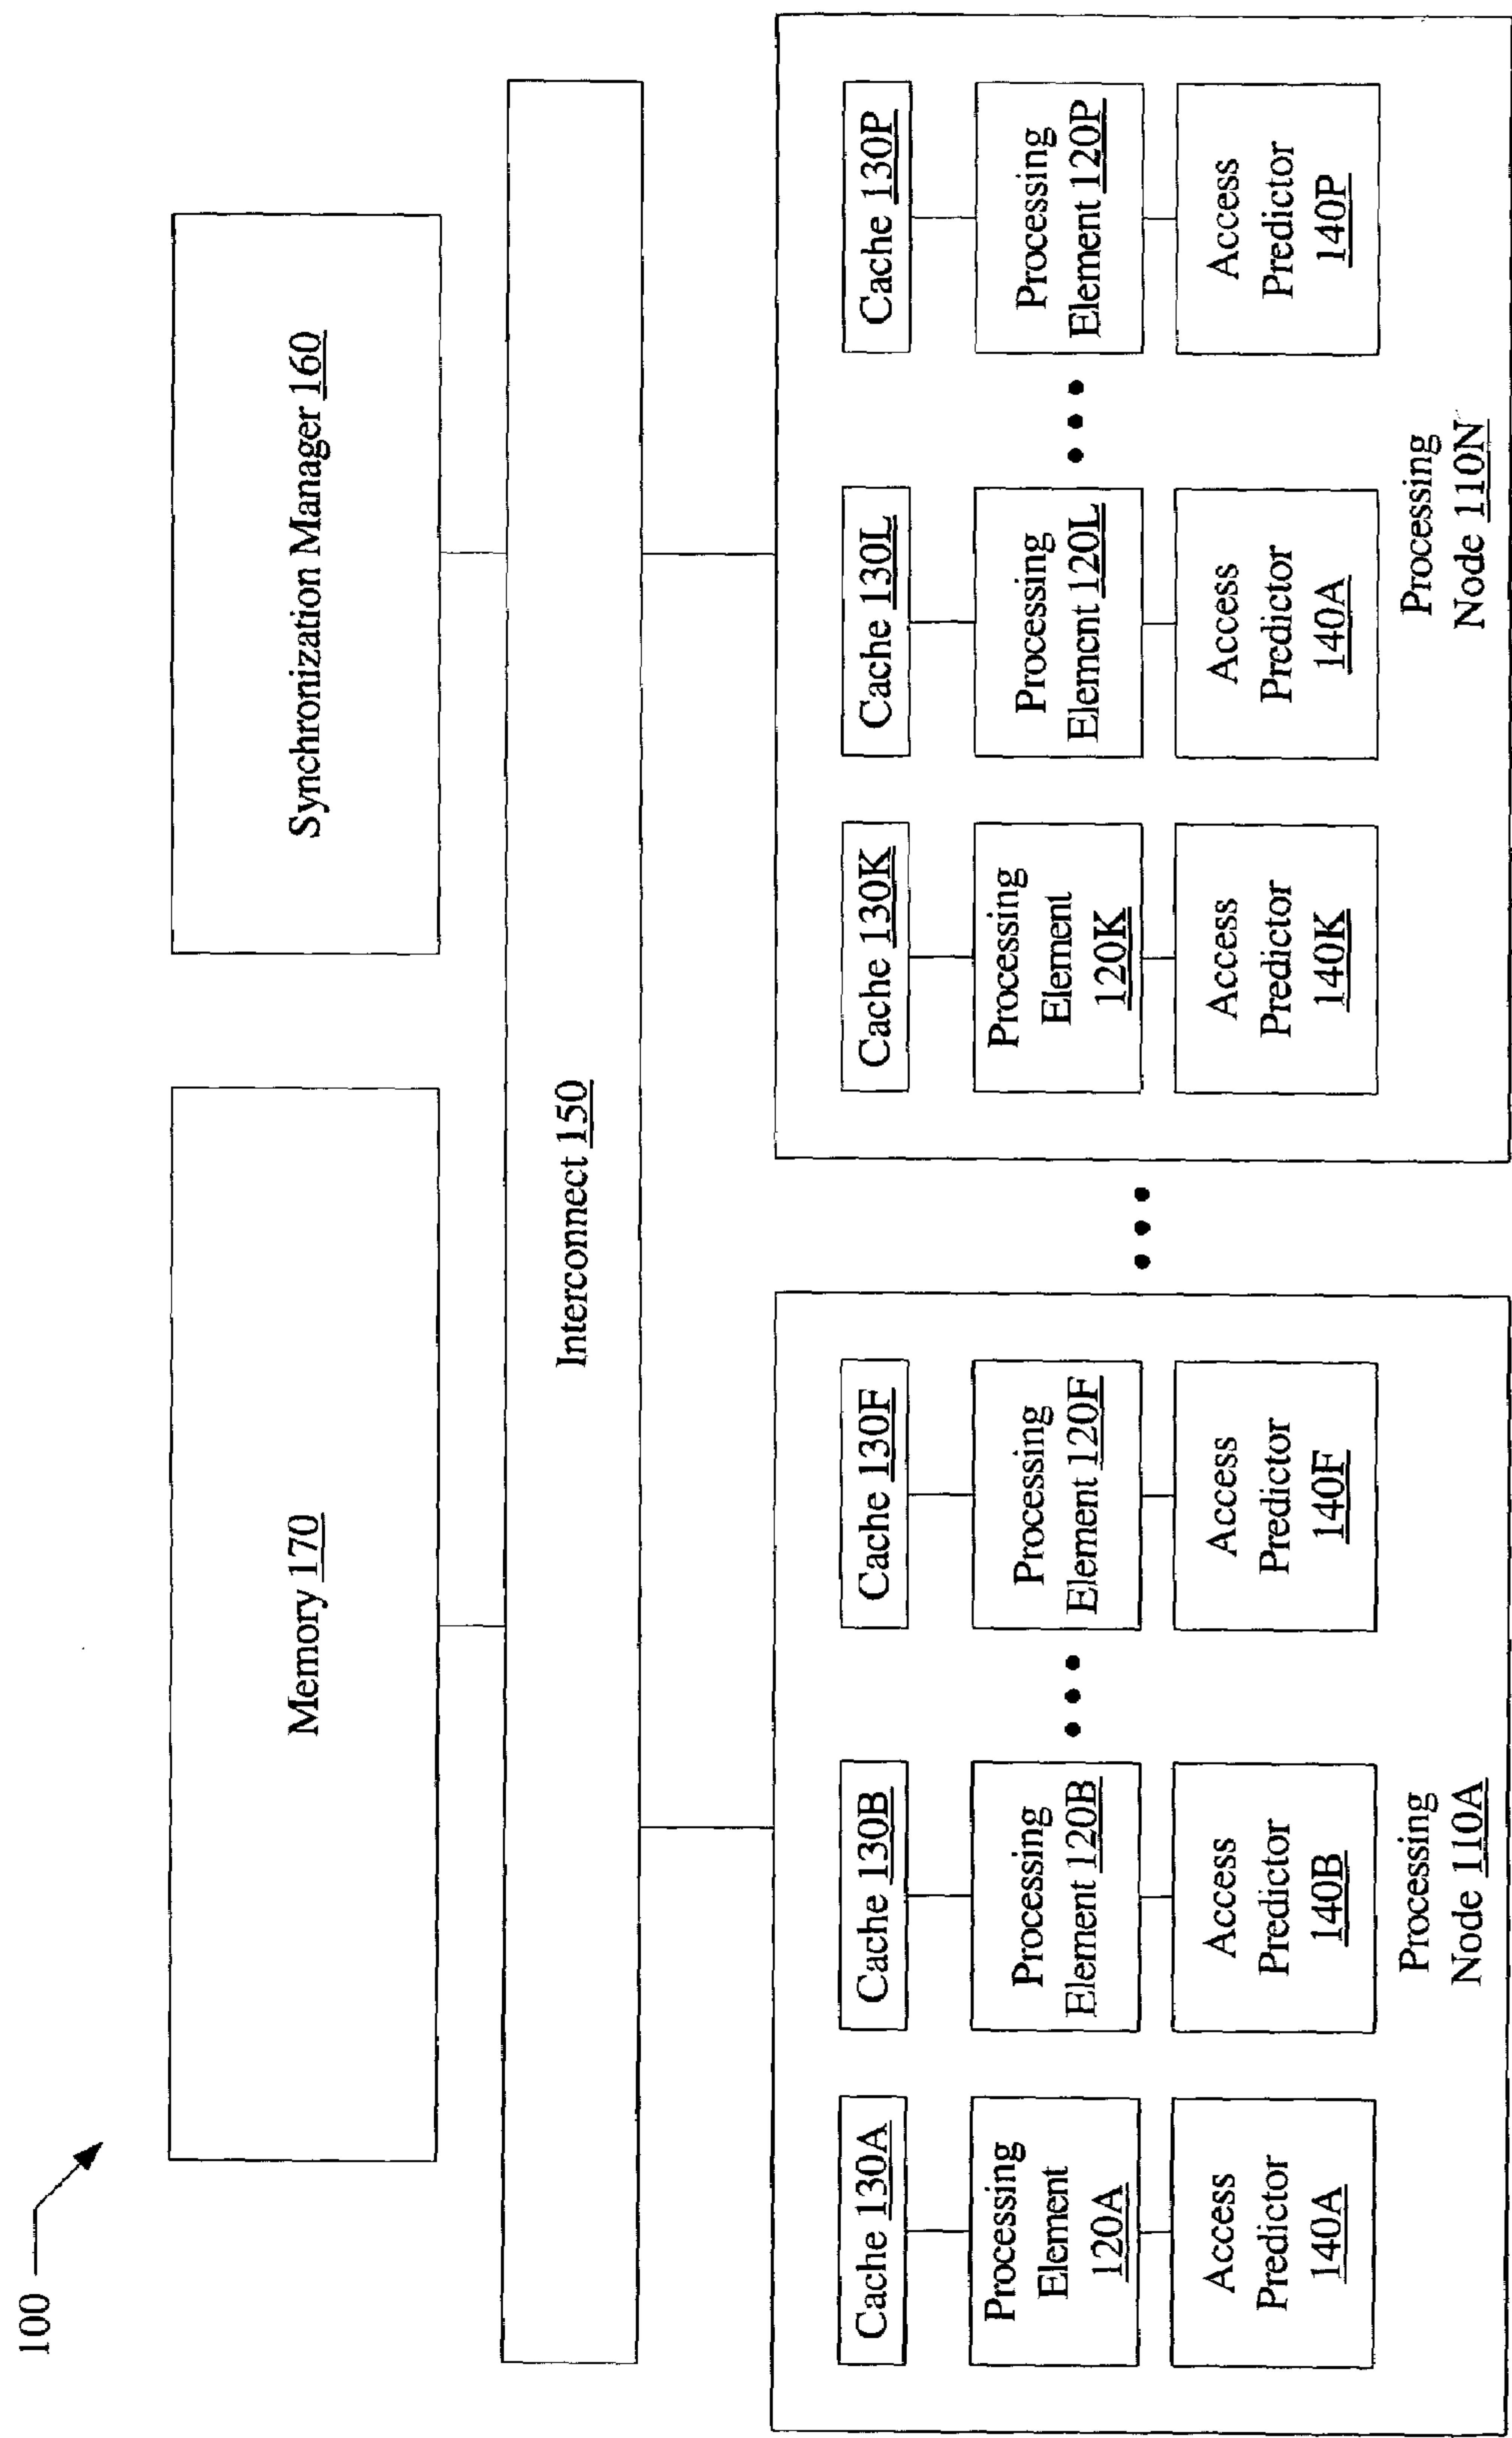 100
Memory 170
Synchronization Manager 160
Interconnect 150
Cache 130A
Processing
Element
120A
Access
Predictor
140A
Cache 130B
Processing
Element 120B
Access
Predictor
140B
Cache 130F
Processing
Element 120F
Access
Predictor
140F
Processing
Node 110A
Cache 130K
Processing
Element
120K
Access
Predictor
140K
Cache 130L
Processing
Element 120L
Access
Predictor
140A
Cache 130P
Processing
Element 120P
Access
Predictor
140P
Processing
Node 110N